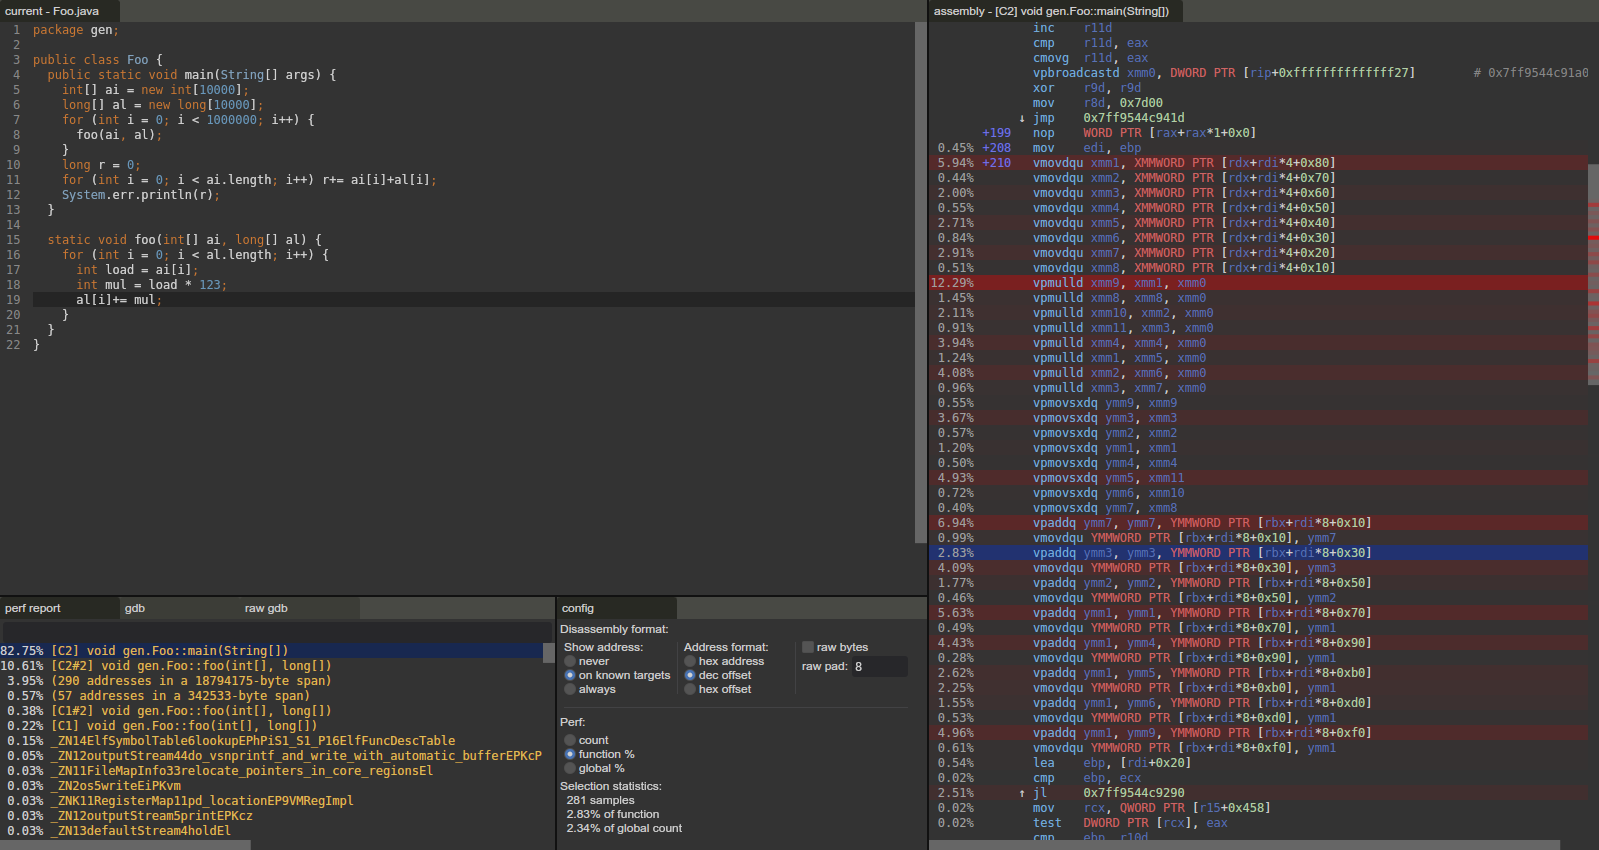 current - Foo.java
1 package gen;
2
3 public class Foo {
4   public static void main(String[] args) {
5     int[] ai = new int[10000];
6     long[] al = new long[10000];
7     for (int i = 0; i < 1000000; i++) {
8       foo(ai, al);
9     }
10     long r = 0;
11     for (int i = 0; i < ai.length; i++) r+= ai[i]+al[i];
12     System.err.println(r);
13   }
14
15   static void foo(int[] ai, long[] al) {
16     for (int i = 0; i < al.length; i++) {
17       int load = ai[i];
18       int mul = load * 123;
19       al[i]+= mul;
20     }
21   }
22 }
perf report gdb raw gdb
82.75% [C2] void gen.Foo::main(String[])
10.61% [C2#2] void gen.Foo::foo(int[], long[])
3.95% (290 addresses in a 18794175-byte span)
0.57% (57 addresses in a 342533-byte span)
0.38% [C1#2] void gen.Foo::foo(int[], long[])
0.22% [C1] void gen.Foo::foo(int[], long[])
0.15% _ZN14ElfSymbolTable6lookupEPhPiS1_S1_P16ElfFuncDescTable
0.05% _ZN12outputStream44do_vsnprintf_and_write_with_automatic_bufferEPKcP
0.03% _ZN11FileMapInfo33relocate_pointers_in_core_regionsEl
0.03% _ZN2os5writeEiPKvm
0.03% _ZNK11RegisterMap11pd_locationEP9VMRegImpl
0.03% _ZN12outputStream5printEPKcz
0.03% _ZN13defaultStream4holdEl
config
Disassembly format:
Show address:
never
on known targets
always
Address format:
hex address
dec offset
hex offset
raw bytes
raw pad: 8
Perf:
count
function %
global %
Selection statistics:
281 samples
2.83% of function
2.34% of global count
assembly - [C2] void gen.Foo::main(String[])
inc r11d
cmp r11d, eax
cmovg r11d, eax
vpbroadcastd xmm0, DWORD PTR [rip+0xffffffffffffff27] # 0x7ff9544c91a0
xor r9d, r9d
mov r8d, 0x7d00
↓ jmp 0x7ff9544c941d
+199 nop WORD PTR [rax+rax*1+0x0]
0.45% +208 mov edi, ebp
5.94% +210 vmovdqu xmm1, XMMWORD PTR [rdx+rdi*4+0x80]
0.44% vmovdqu xmm2, XMMWORD PTR [rdx+rdi*4+0x70]
2.00% vmovdqu xmm3, XMMWORD PTR [rdx+rdi*4+0x60]
0.55% vmovdqu xmm4, XMMWORD PTR [rdx+rdi*4+0x50]
2.71% vmovdqu xmm5, XMMWORD PTR [rdx+rdi*4+0x40]
0.84% vmovdqu xmm6, XMMWORD PTR [rdx+rdi*4+0x30]
2.91% vmovdqu xmm7, XMMWORD PTR [rdx+rdi*4+0x20]
0.51% vmovdqu xmm8, XMMWORD PTR [rdx+rdi*4+0x10]
12.29% vpmulld xmm9, xmm1, xmm0
1.45% vpmulld xmm8, xmm8, xmm0
2.11% vpmulld xmm10, xmm2, xmm0
0.91% vpmulld xmm11, xmm3, xmm0
3.94% vpmulld xmm4, xmm4, xmm0
1.24% vpmulld xmm1, xmm5, xmm0
4.08% vpmulld xmm2, xmm6, xmm0
0.96% vpmulld xmm3, xmm7, xmm0
0.55% vpmovsxdq ymm9, xmm9
3.67% vpmovsxdq ymm3, xmm3
0.57% vpmovsxdq ymm2, xmm2
1.20% vpmovsxdq ymm1, xmm1
0.50% vpmovsxdq ymm4, xmm4
4.93% vpmovsxdq ymm5, xmm11
0.72% vpmovsxdq ymm6, xmm10
0.40% vpmovsxdq ymm7, xmm8
6.94% vpaddq ymm7, ymm7, YMMWORD PTR [rbx+rdi*8+0x10]
0.99% vmovdqu YMMWORD PTR [rbx+rdi*8+0x10], ymm7
2.83% vpaddq ymm3, ymm3, YMMWORD PTR [rbx+rdi*8+0x30]
4.09% vmovdqu YMMWORD PTR [rbx+rdi*8+0x30], ymm3
1.77% vpaddq ymm2, ymm2, YMMWORD PTR [rbx+rdi*8+0x50]
0.46% vmovdqu YMMWORD PTR [rbx+rdi*8+0x50], ymm2
5.63% vpaddq ymm1, ymm1, YMMWORD PTR [rbx+rdi*8+0x70]
0.49% vmovdqu YMMWORD PTR [rbx+rdi*8+0x70], ymm1
4.43% vpaddq ymm1, ymm4, YMMWORD PTR [rbx+rdi*8+0x90]
0.28% vmovdqu YMMWORD PTR [rbx+rdi*8+0x90], ymm1
2.62% vpaddq ymm1, ymm5, YMMWORD PTR [rbx+rdi*8+0xb0]
2.25% vmovdqu YMMWORD PTR [rbx+rdi*8+0xb0], ymm1
1.55% vpaddq ymm1, ymm6, YMMWORD PTR [rbx+rdi*8+0xd0]
0.53% vmovdqu YMMWORD PTR [rbx+rdi*8+0xd0], ymm1
4.96% vpaddq ymm1, ymm9, YMMWORD PTR [rbx+rdi*8+0xf0]
0.61% vmovdqu YMMWORD PTR [rbx+rdi*8+0xf0], ymm1
0.54% lea ebp, [rdi+0x20]
0.02% cmp ebp, ecx
2.51% ↑ jl 0x7ff9544c9290
0.02% mov rcx, QWORD PTR [r15+0x458]
0.02% test DWORD PTR [rcx], eax
cmp ebp, r10d